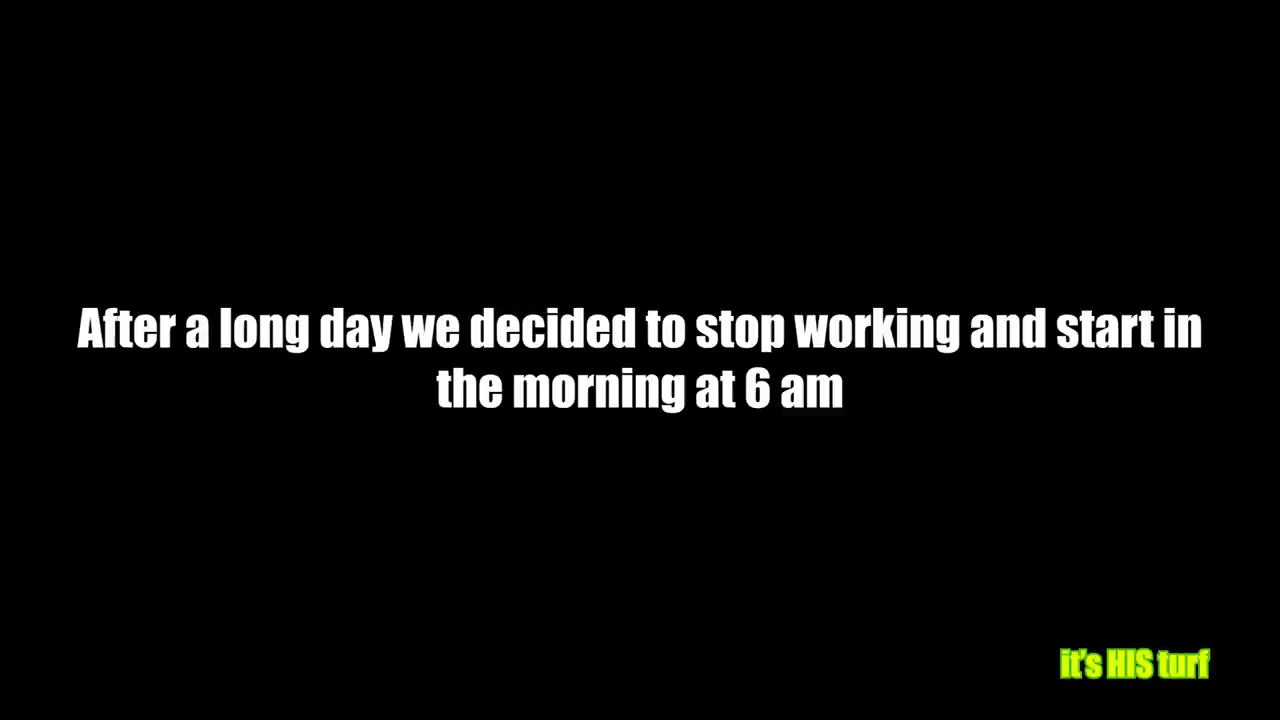 After a long day we decided to stop working and start in
the morning at 6 am
it's HIS turf